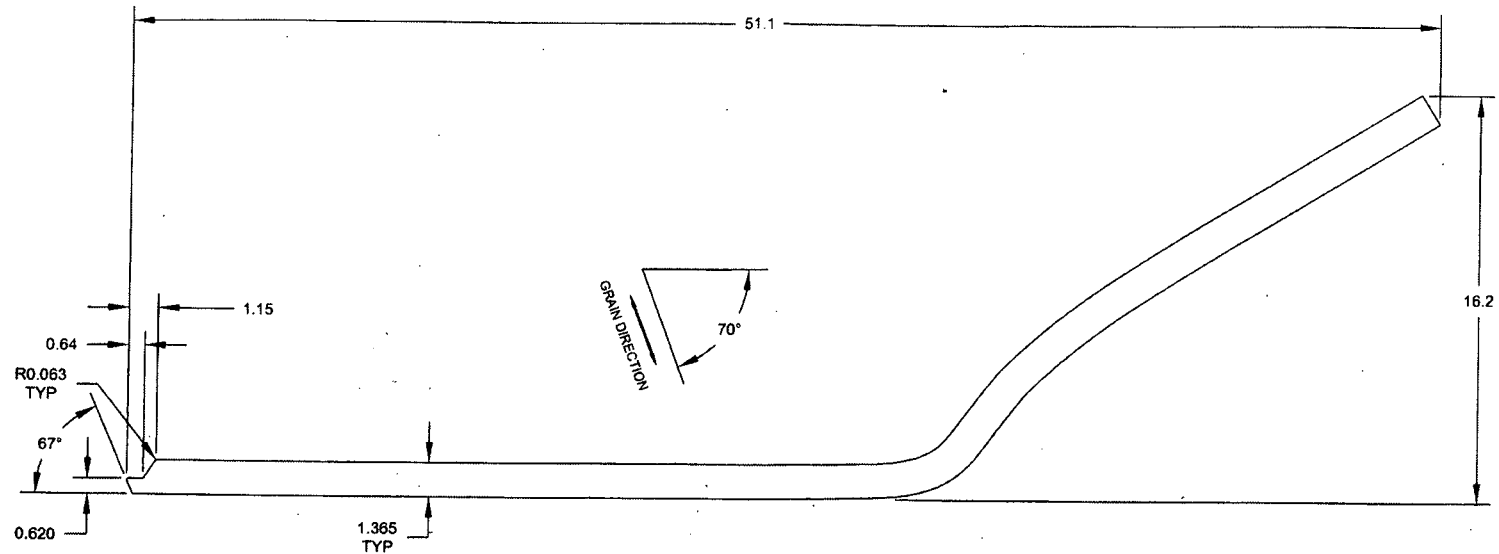 51.1
16.2
1.15
0.64
R0.063
TYP
67°
0.620
1.365
TYP
GRAIN DIRECTION
70°